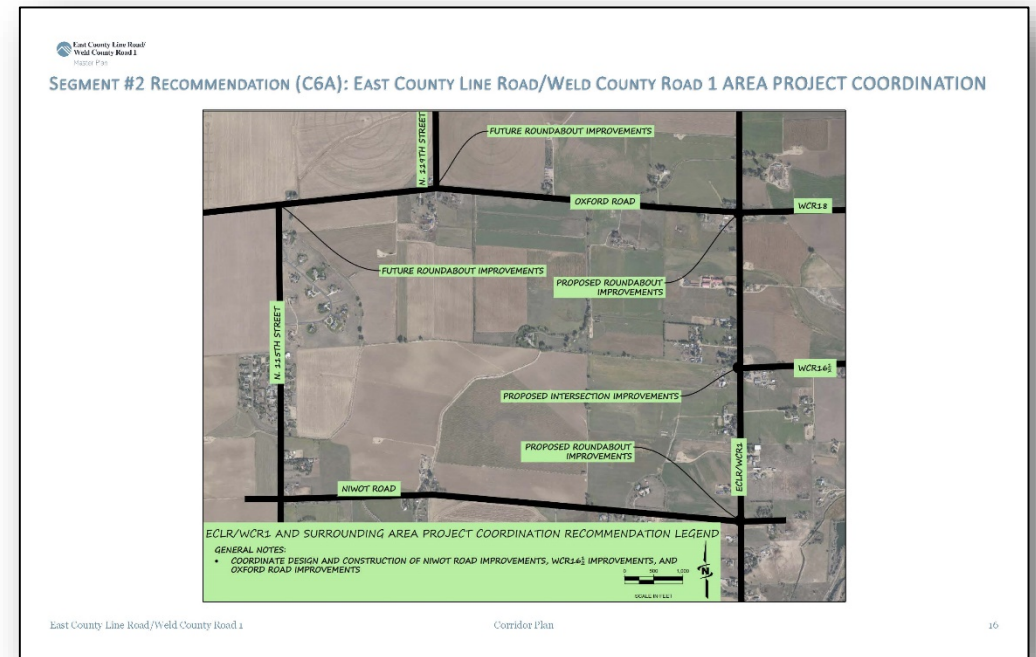 East County Line Road/
Weld County Road 1
Master Plan
SEGMENT #2 RECOMMENDATION (C6A): EAST COUNTY LINE ROAD/WELD COUNTY ROAD 1 AREA PROJECT COORDINATION
N. 119TH STREET
FUTURE ROUNDABOUT IMPROVEMENTS
OXFORD ROAD
WCR18
FUTURE ROUNDABOUT IMPROVEMENTS
PROPOSED ROUNDABOUT
IMPROVEMENTS
N. 115TH STREET
WCR16½
PROPOSED INTERSECTION IMPROVEMENTS
PROPOSED ROUNDABOUT
IMPROVEMENTS
ECLR/WCR1
NIWOT ROAD
ECLR/WCR1 AND SURROUNDING AREA PROJECT COORDINATION RECOMMENDATION LEGEND
GENERAL NOTES:
• COORDINATE DESIGN AND CONSTRUCTION OF NIWOT ROAD IMPROVEMENTS, WCR16½ IMPROVEMENTS, AND
OXFORD ROAD IMPROVEMENTS
0 500 1,000
SCALE IN FEET
N
East County Line Road/Weld County Road 1
Corridor Plan
16